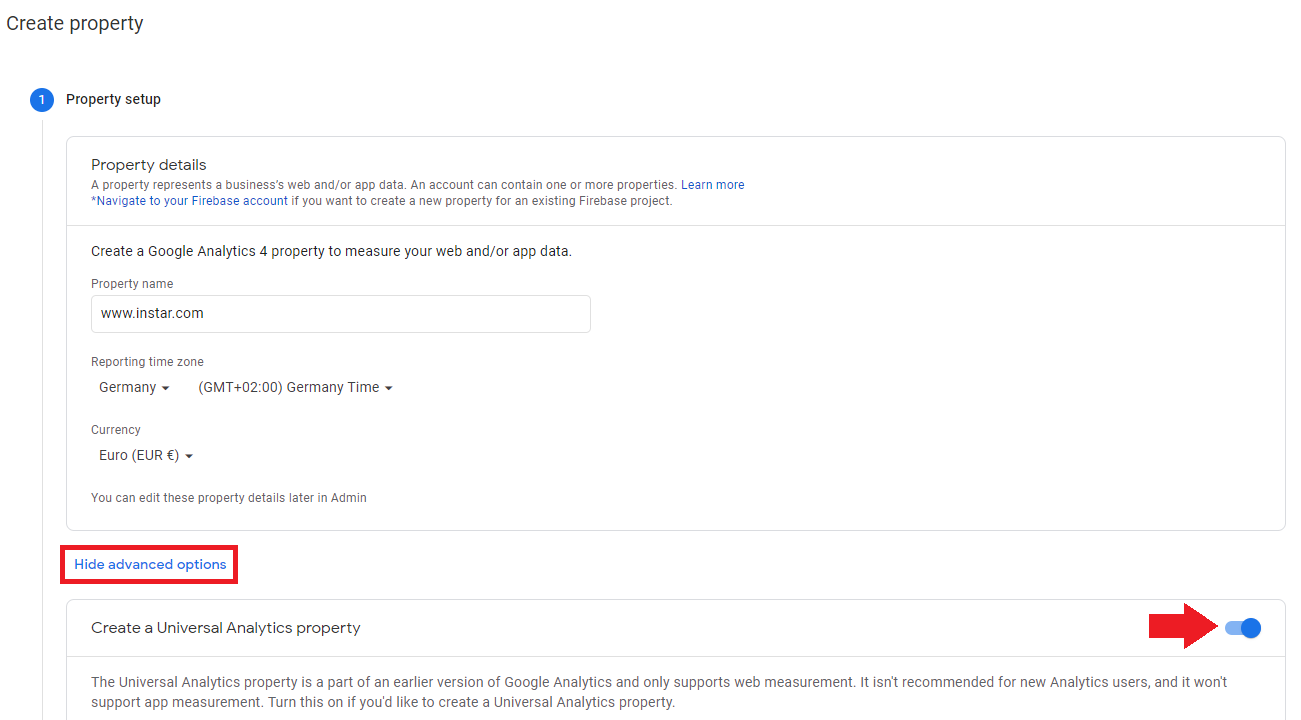 Create property
1 Property setup
Property details
A property represents a business's web and/or app data. An account can contain one or more properties. Learn more
*Navigate to your Firebase account if you want to create a new property for an existing Firebase project.
Create a Google Analytics 4 property to measure your web and/or app data.
Property name
www.instar.com
Reporting time zone
Germany (GMT+02:00) Germany Time
Currency
Euro (EUR €)
You can edit these property details later in Admin
Hide advanced options
Create a Universal Analytics property
The Universal Analytics property is a part of an earlier version of Google Analytics and only supports web measurement. It isn't recommended for new Analytics users, and it won't
support app measurement. Turn this on if you'd like to create a Universal Analytics property.